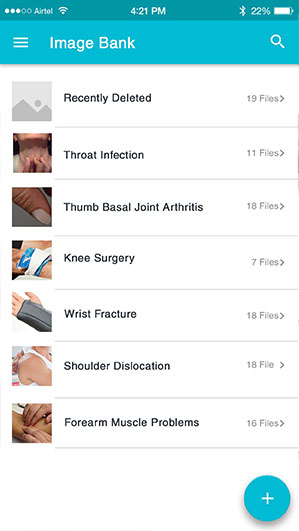 Airtel 4:21 PM 22%
Image Bank
Recently Deleted 19 Files
Throat Infection 11 Files
Thumb Basal Joint Arthritis 18 Files
Knee Surgery 7 Files
Wrist Fracture 18 Files
Shoulder Dislocation 18 File
Forearm Muscle Problems 16 Files